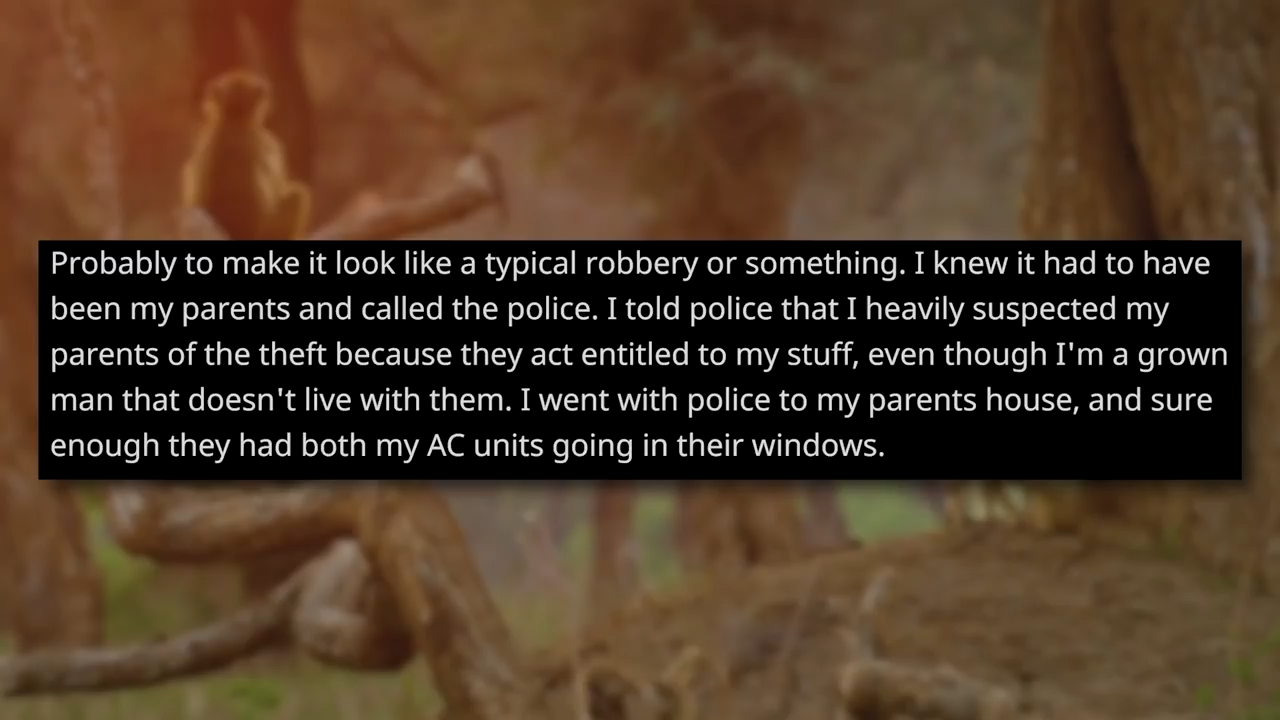 Probably to make it look like a typical robbery or something. I knew it had to have
been my parents and called the police. I told police that I heavily suspected my
parents of the theft because they act entitled to my stuff, even though I'm a grown
man that doesn't live with them. I went with police to my parents house, and sure
enough they had both my AC units going in their windows.